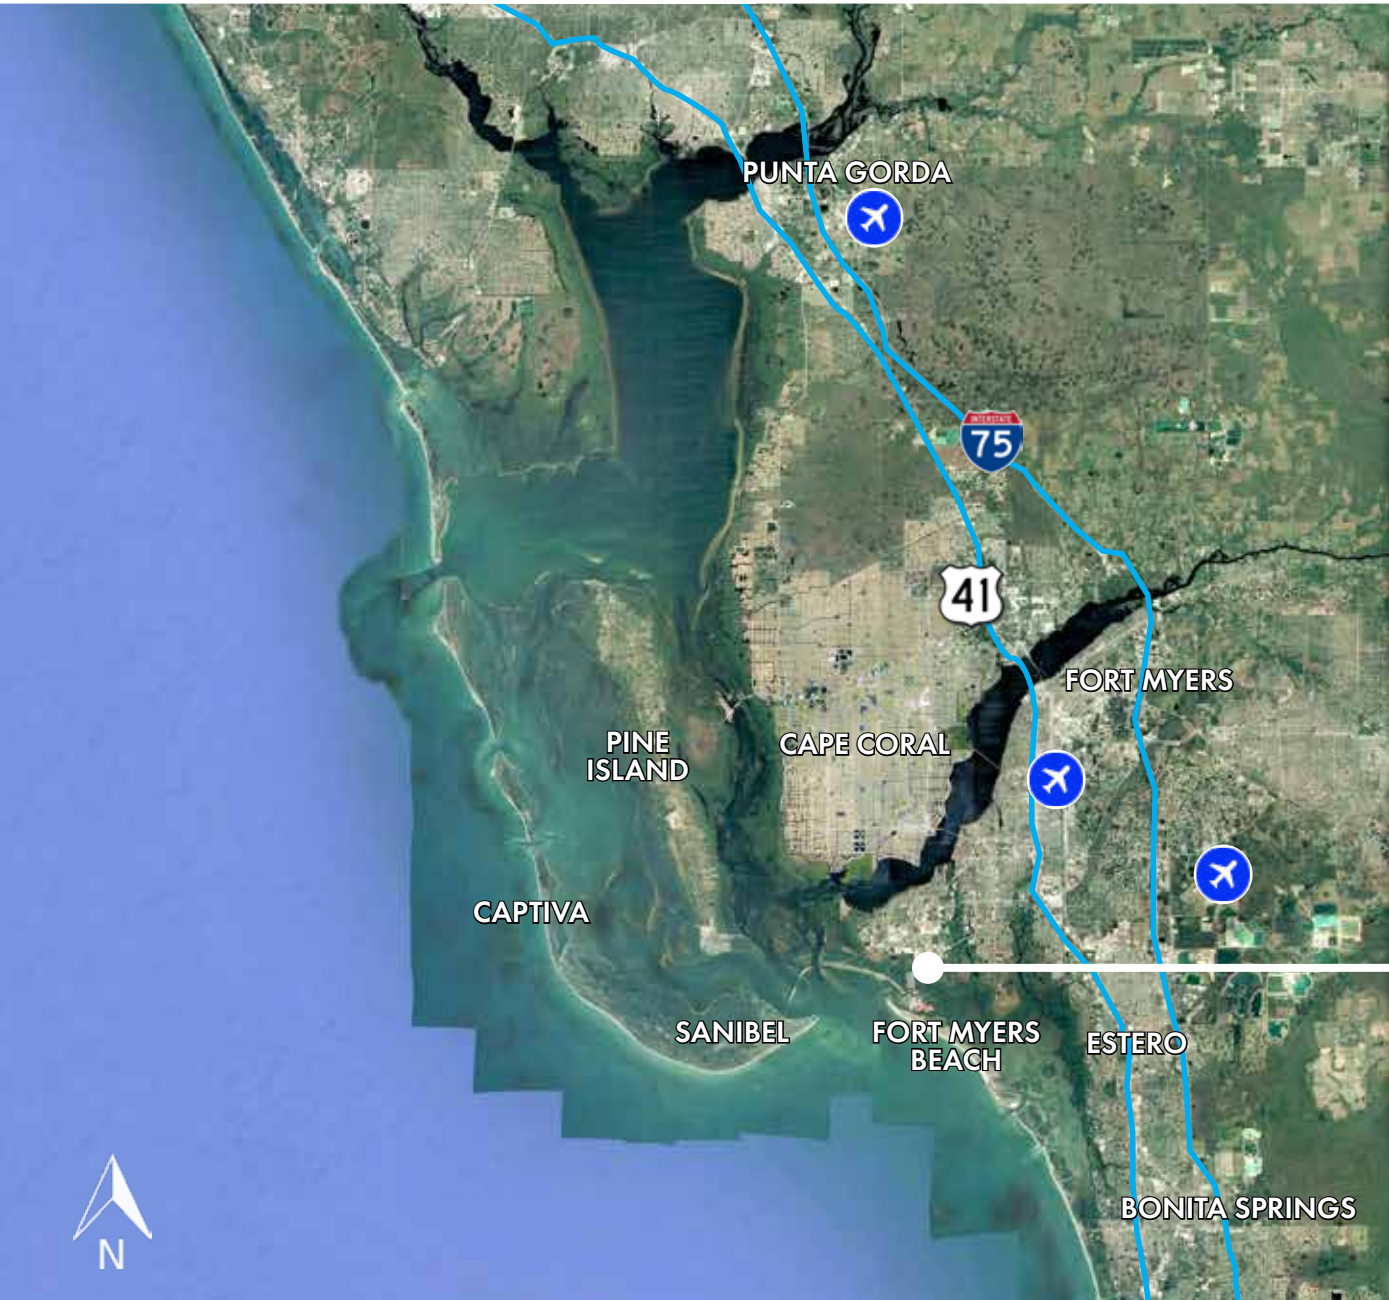 PUNTA GORDA
INTERSTATE
75
41
FORT MYERS
PINE
ISLAND
CAPE CORAL
CAPTIVA
SANIBEL
FORT MYERS
BEACH
ESTERO
BONITA SPRINGS
N